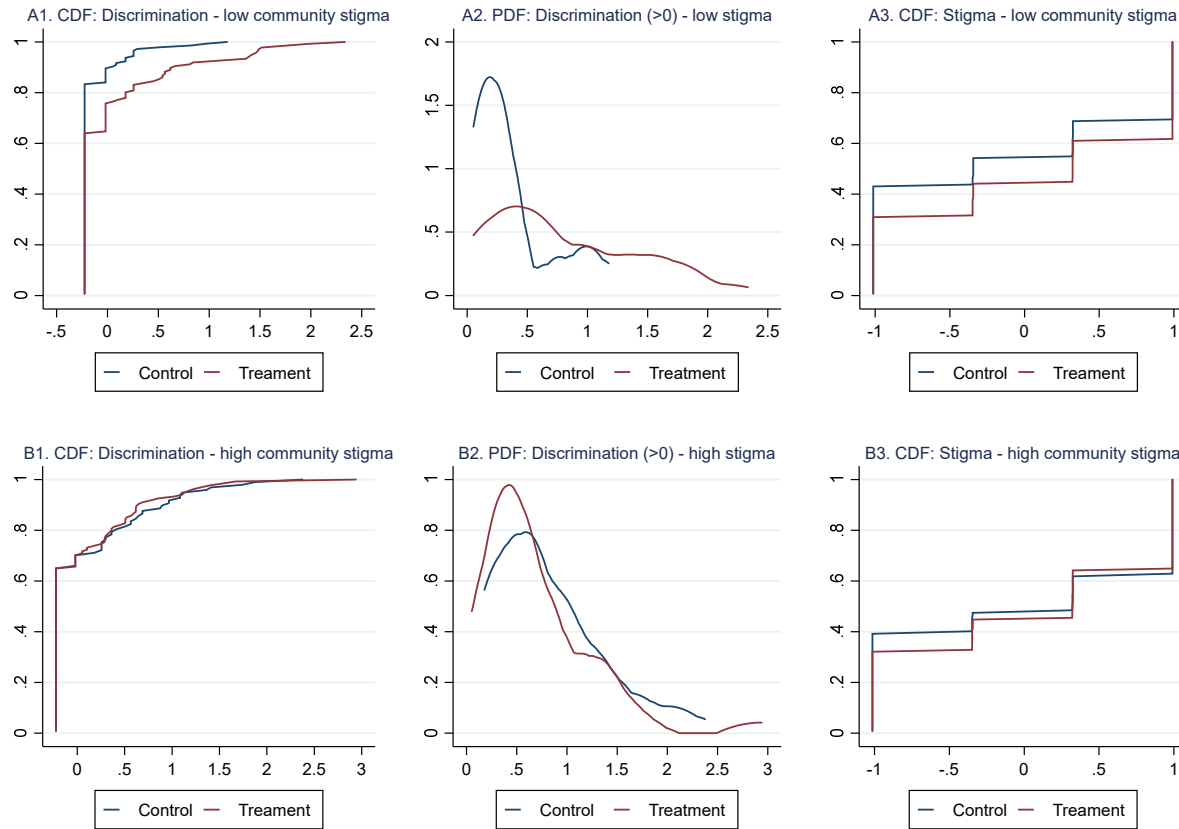 A1. CDF: Discrimination - low community stigma
1
.8
.6
.4
.2
0
-.5 0 .5 1 1.5 2 2.5
Control Treament
A2. PDF: Discrimination (>0) - low stigma
2
1.5
1
.5
0
0 .5 1 1.5 2 2.5
Control Treatment
A3. CDF: Stigma - low community stigma
1
.8
.6
.4
.2
0
-1 -.5 0 .5 1
Control Treament
B1. CDF: Discrimination - high community stigma
1
.8
.6
.4
.2
0
0 .5 1 1.5 2 2.5 3
Control Treament
B2. PDF: Discrimination (>0) - high stigma
1
.8
.6
.4
.2
0
0 .5 1 1.5 2 2.5 3
Control Treatment
B3. CDF: Stigma - high community stigma
1
.8
.6
.4
.2
0
-1 -.5 0 .5 1
Control Treament